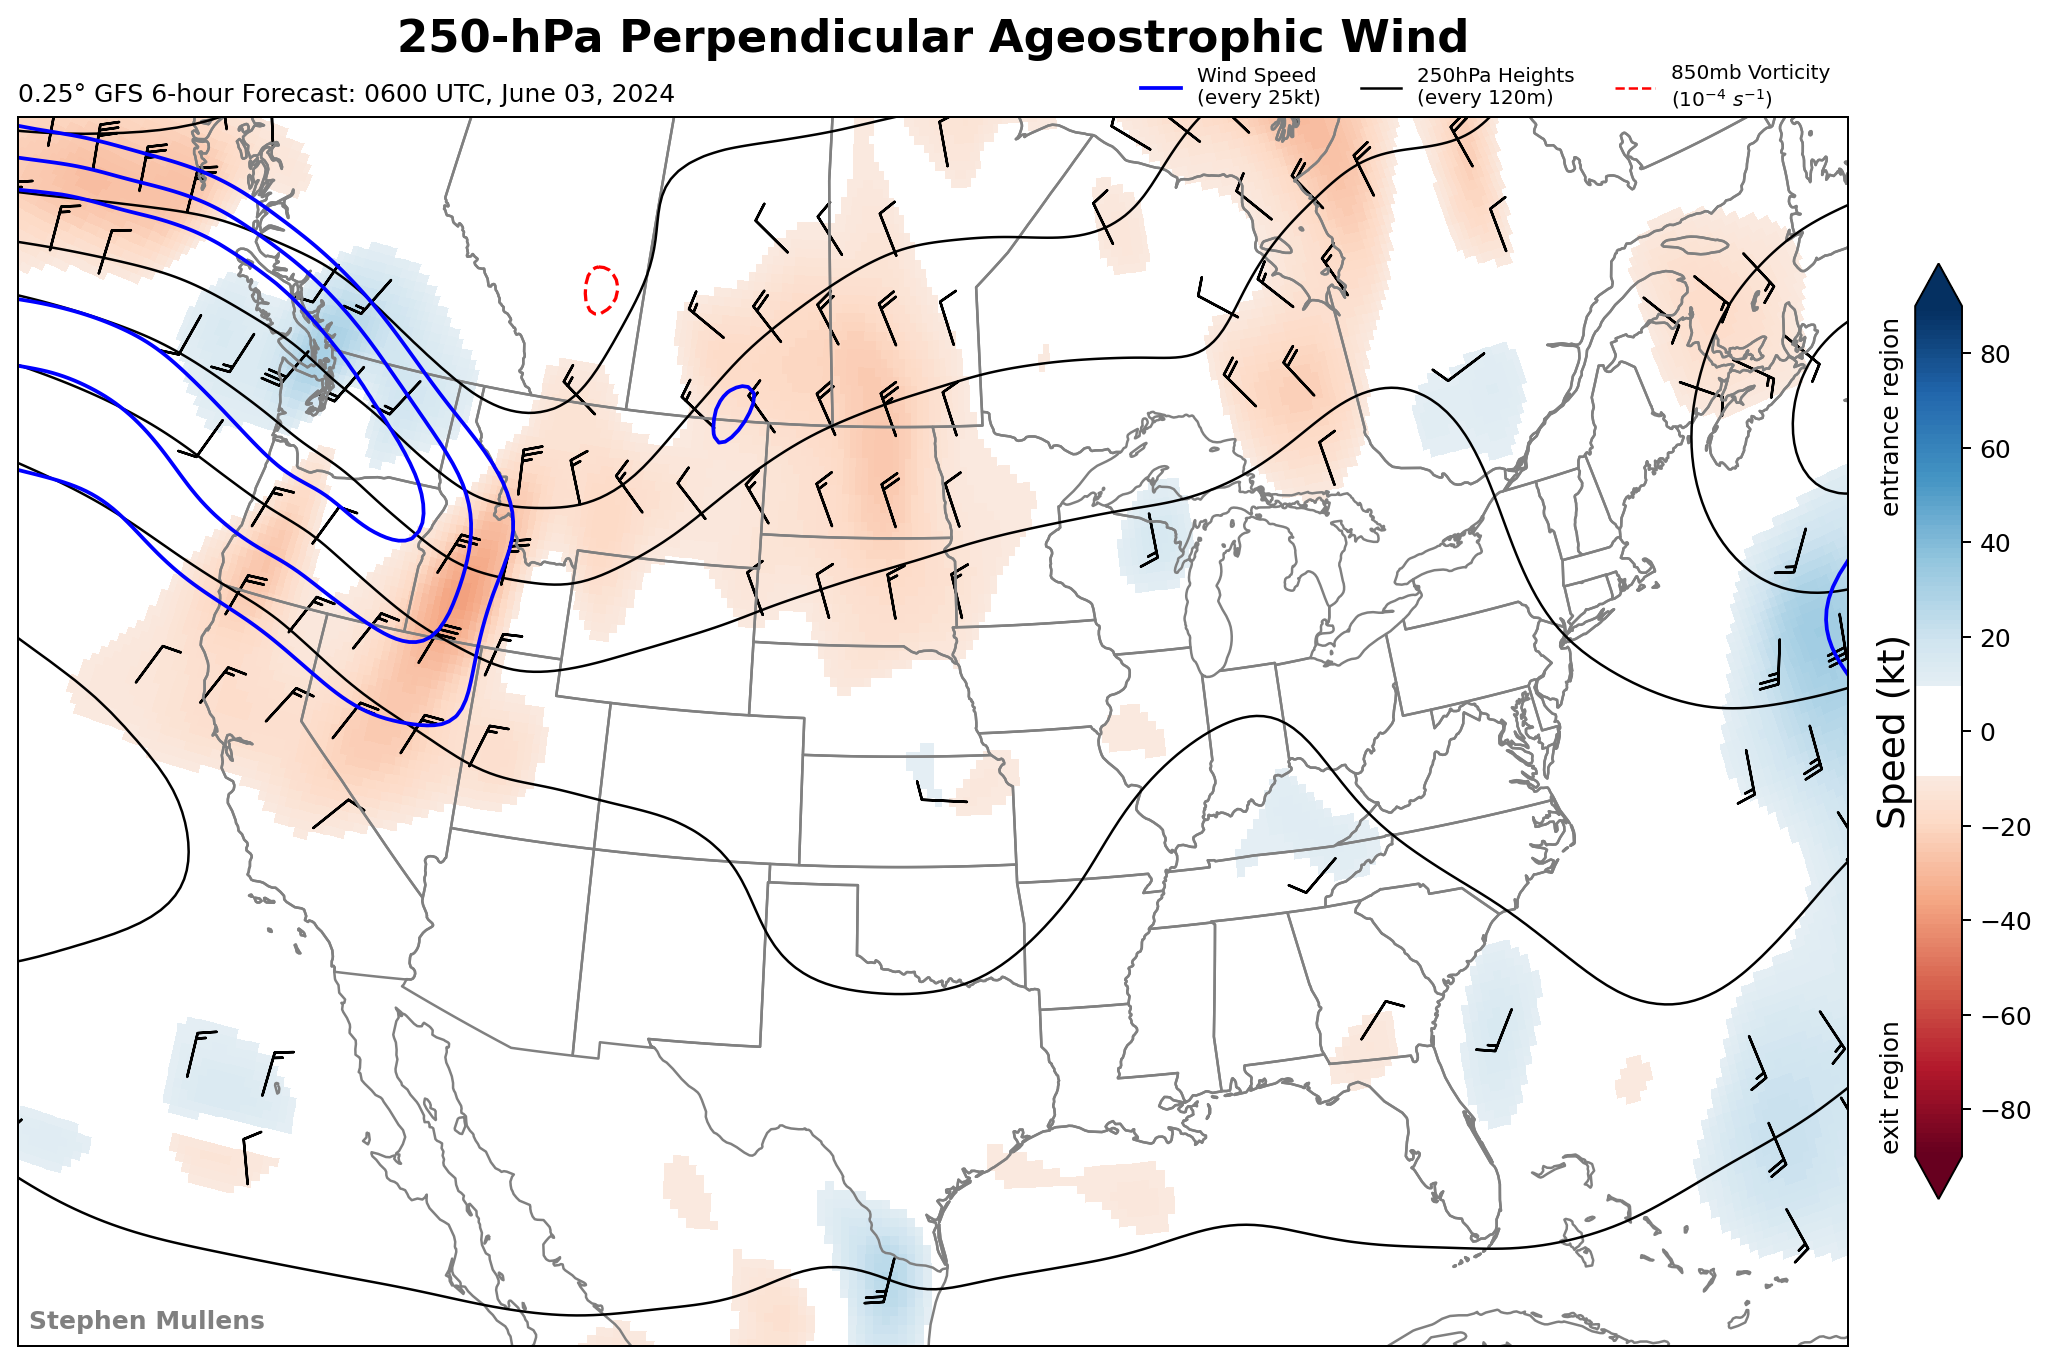 250-hPa Perpendicular Ageostrophic Wind
0.25° GFS 6-hour Forecast: 0600 UTC, June 03, 2024
Wind Speed
(every 25kt)
250hPa Heights
(every 120m)
850mb Vorticity
(10⁻⁴ s⁻¹)
entrance region
exit region
Speed (kt)
80
60
40
20
0
−20
−40
−60
−80
Stephen Mullens